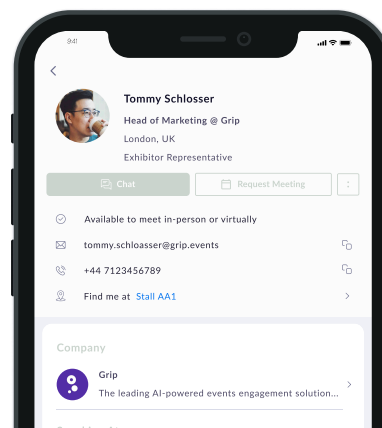 9:41
Tommy Schlosser
Head of Marketing @ Grip
London, UK
Exhibitor Representative
Chat
Request Meeting
Available to meet in-person or virtually
tommy.schloasser@grip.events
+44 7123456789
Find me at Stall AA1
Company
Grip
The leading AI-powered events engagement solution...